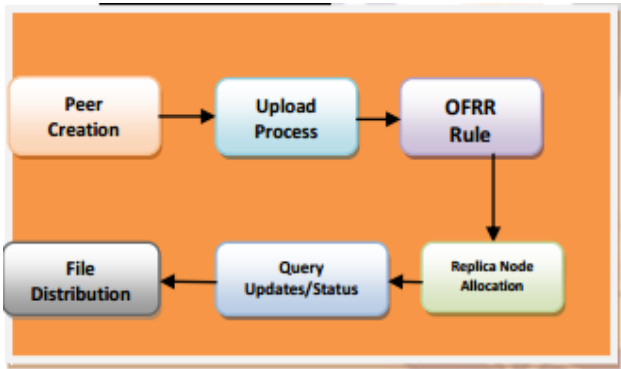 Peer
Creation
Upload
Process
OFRR
Rule
Replica Node
Allocation
Query
Updates/Status
File
Distribution